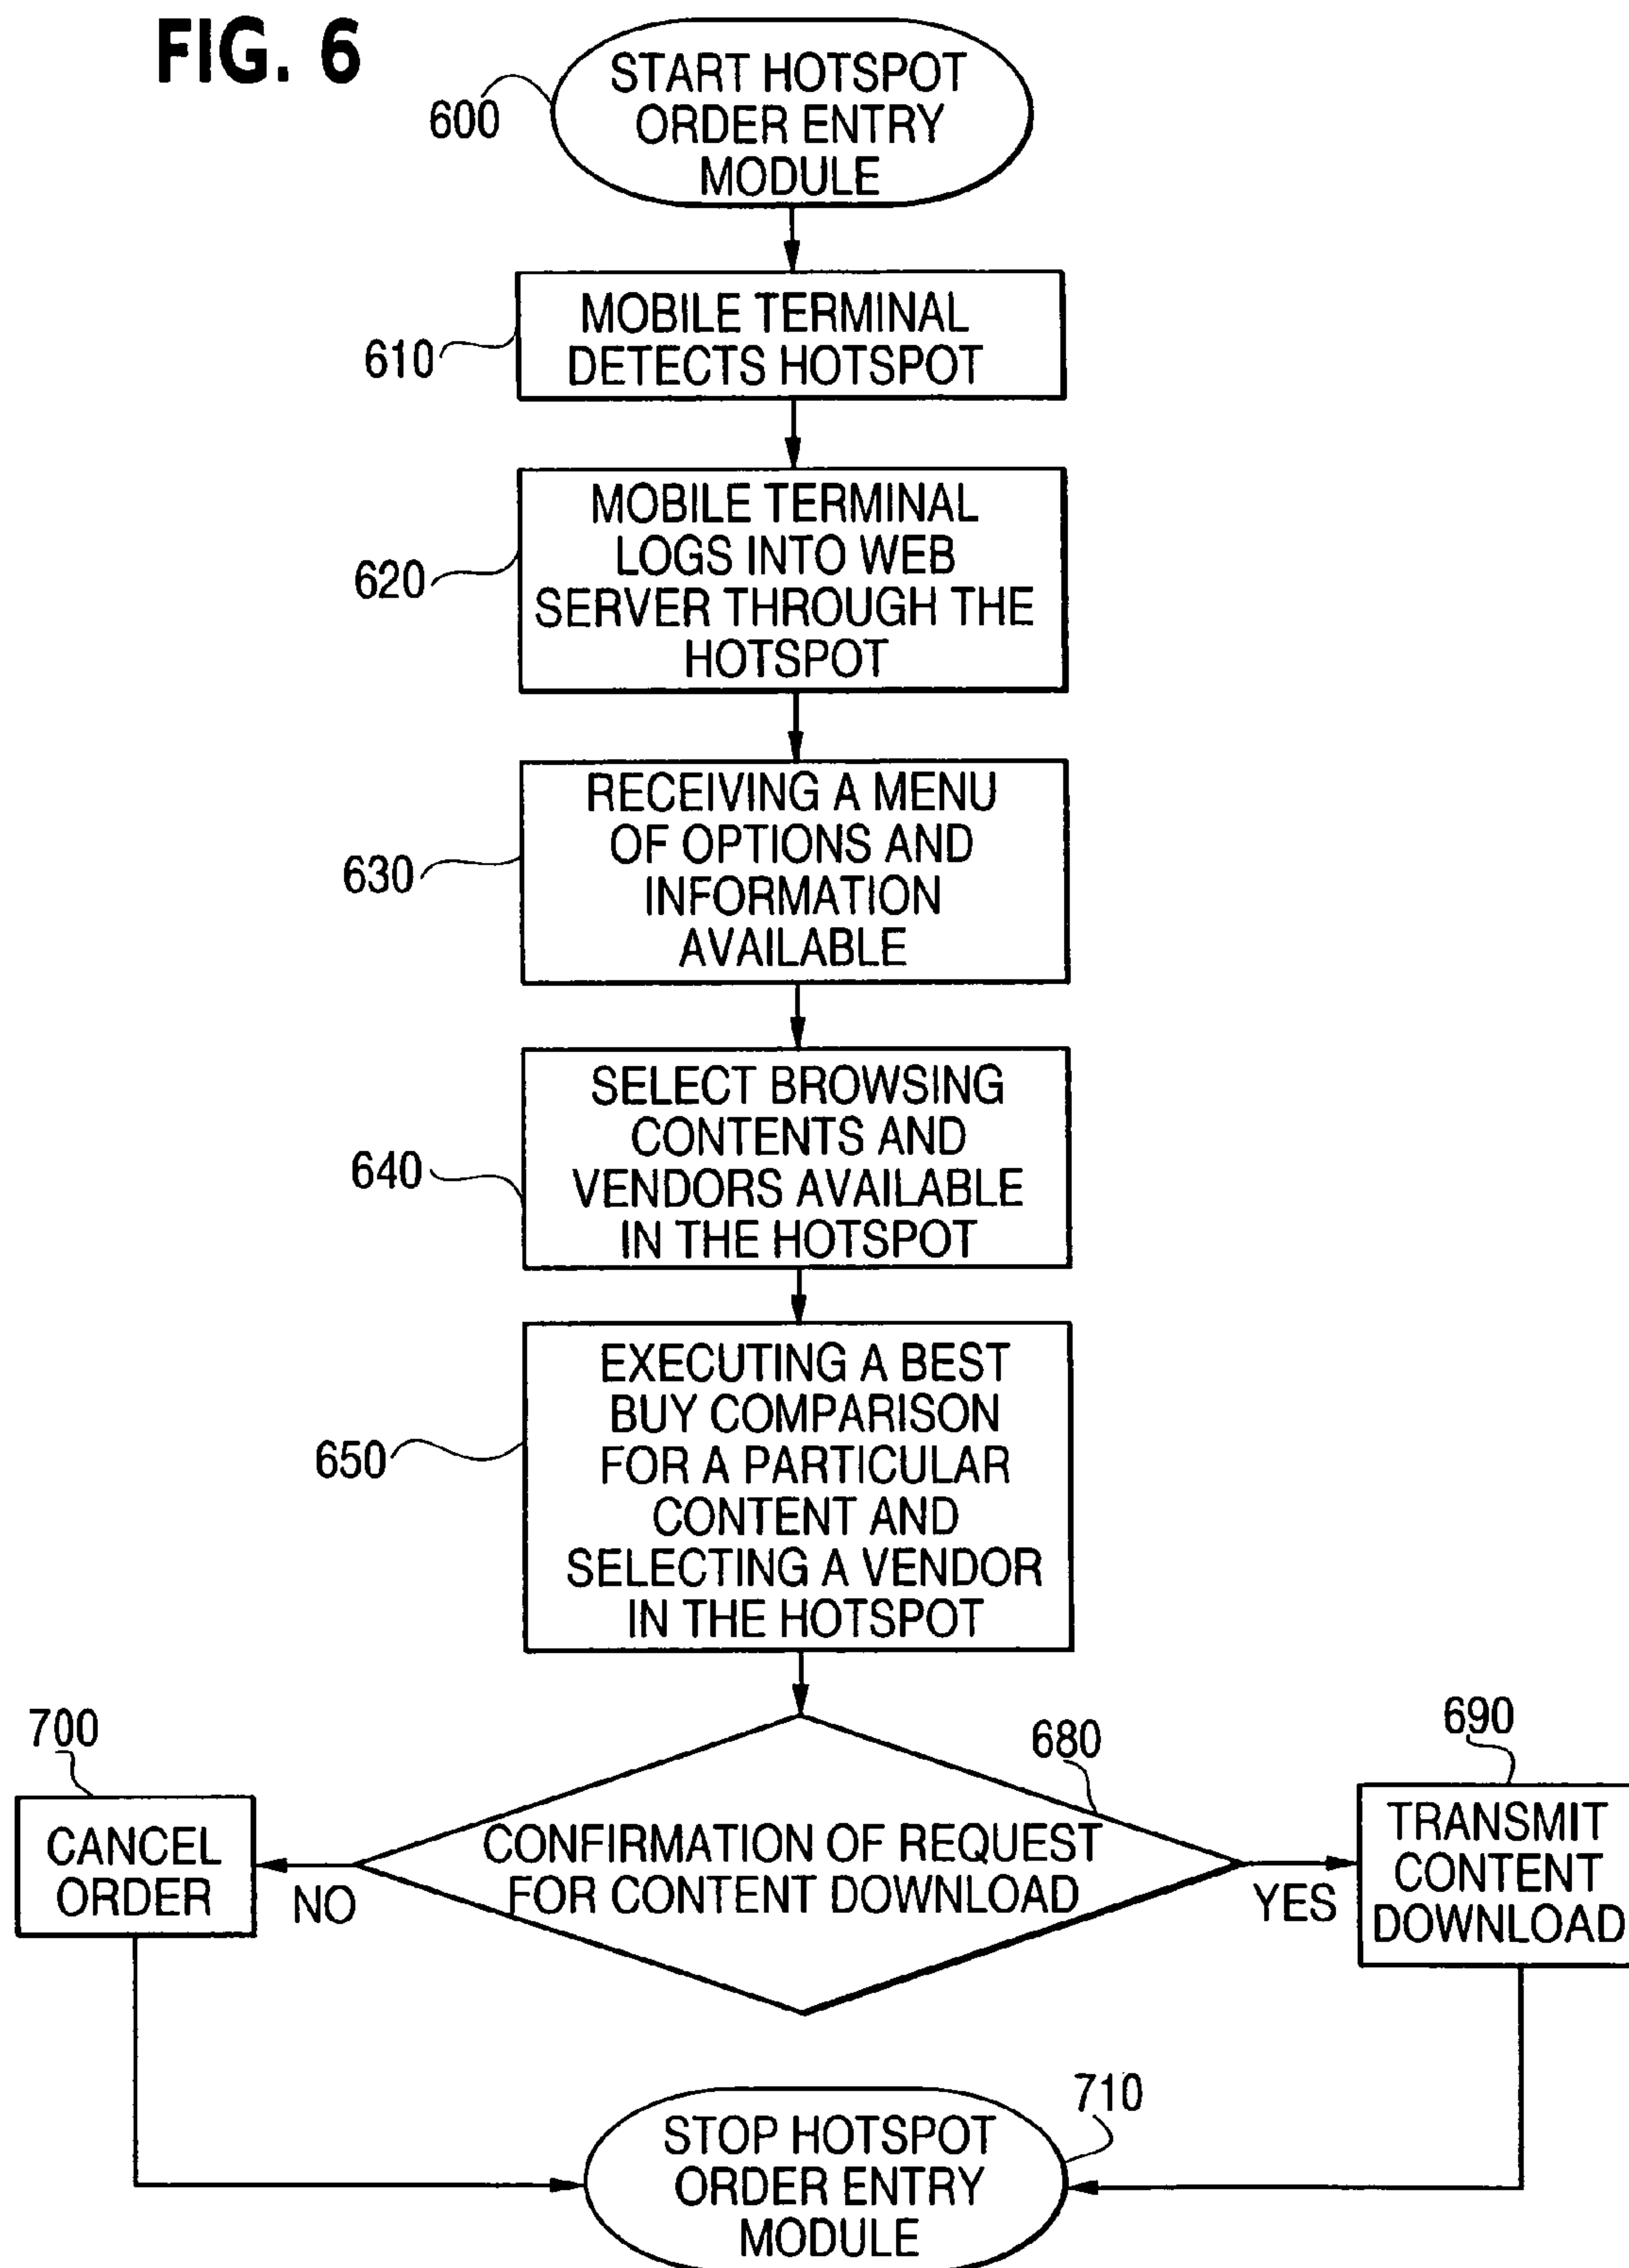 FIG. 6
600
START HOTSPOT
ORDER ENTRY
MODULE
610
MOBILE TERMINAL
DETECTS HOTSPOT
620
MOBILE TERMINAL
LOGS INTO WEB
SERVER THROUGH THE
HOTSPOT
630
RECEIVING A MENU
OF OPTIONS AND
INFORMATION
AVAILABLE
640
SELECT BROWSING
CONTENTS AND
VENDORS AVAILABLE
IN THE HOTSPOT
650
EXECUTING A BEST
BUY COMPARISON
FOR A PARTICULAR
CONTENT AND
SELECTING A VENDOR
IN THE HOTSPOT
700
CANCEL
ORDER
NO
680
CONFIRMATION OF REQUEST
FOR CONTENT DOWNLOAD
YES
690
TRANSMIT
CONTENT
DOWNLOAD
710
STOP HOTSPOT
ORDER ENTRY
MODULE